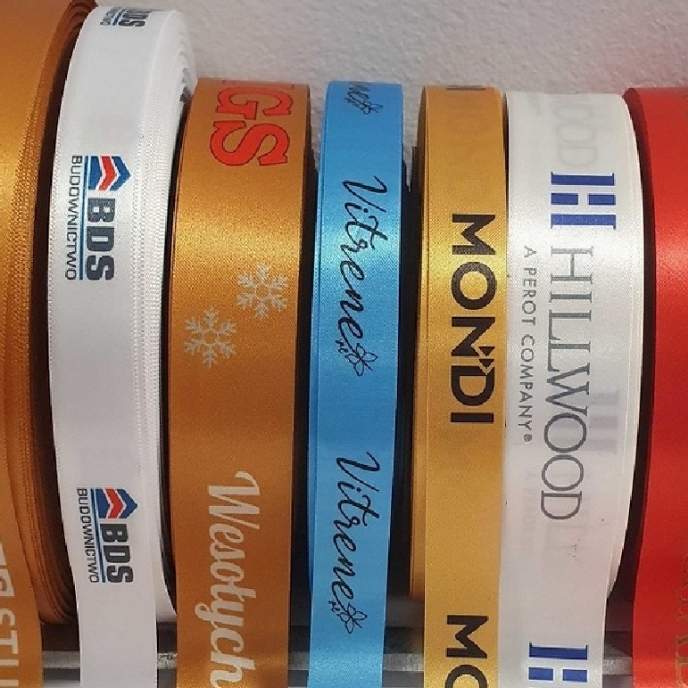 BDS
BUDOWNICTWO
BDS
BUDOWNICTWO
GS
Wesołych
Vitrene
Vitrene
MONDI
MO
H HILLWOOD
A PEROT COMPANY®
H